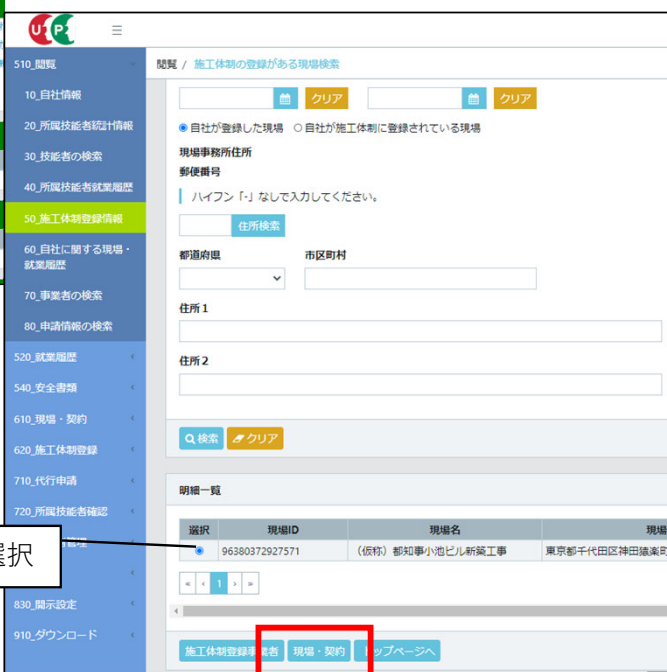 U P
510_閲覧
10_自社情報
20_所属技能者統計情報
30_技能者の検索
40_所属技能者就業履歴
50_施工体制登録情報
60_自社に関する現場・
就業履歴
70_事業者の検索
80_申請情報の検索
520_就業履歴
540_安全書類
610_現場・契約
620_施工体制登録
710_代行申請
720_所属技能者確認
管理
830_開示設定
910_ダウンロード
選択
閲覧 / 施工体制の登録がある現場検索
クリア クリア
自社が登録した現場 自社が施工体制に登録されている現場
現場事務所住所
郵便番号
ハイフン「-」なしで入力してください。
住所検索
都道府県 市区町村
住所1
住所2
検索 クリア
明細一覧
選択 現場ID 現場名 現場
96380372927571 （仮称）都知事小池ビル新築工事 東京都千代田区神田猿楽町
« ‹ 1 › »
施工体制登録事業者 現場・契約 トップページへ